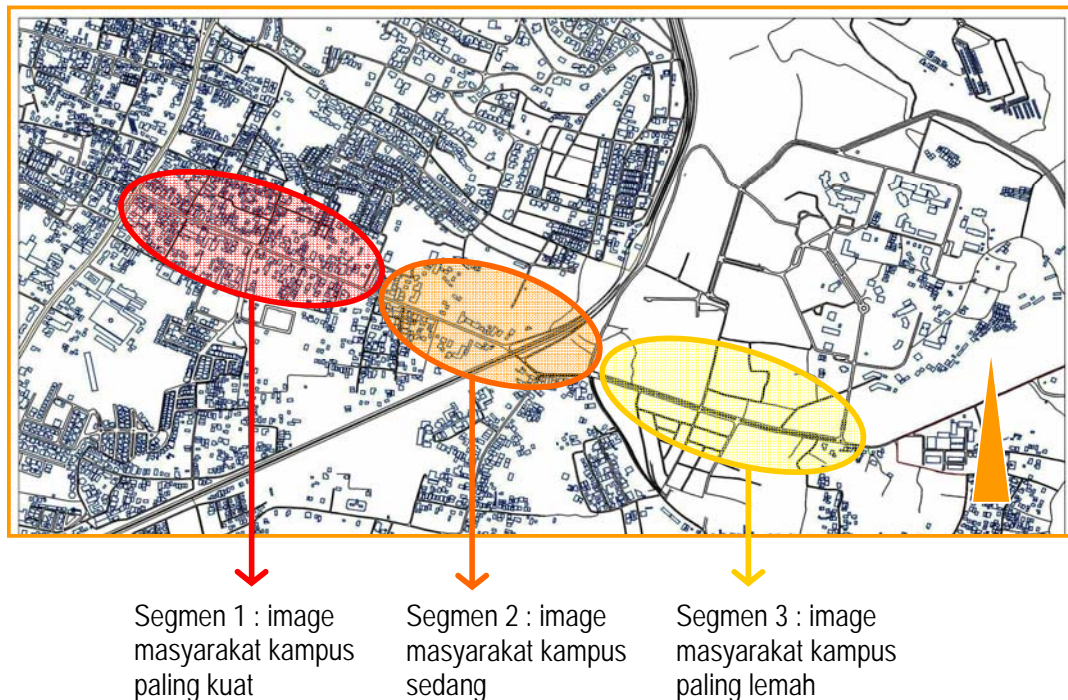 Segmen 1 : image
masyarakat kampus
paling kuat
Segmen 2 : image
masyarakat kampus
sedang
Segmen 3 : image
masyarakat kampus
paling lemah